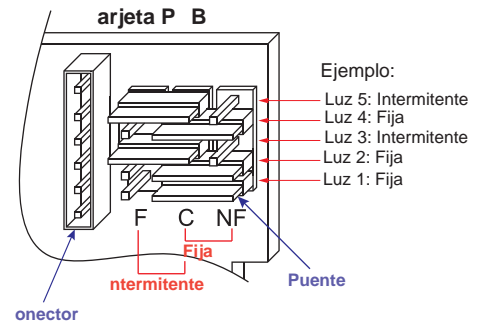 arjeta P B
Ejemplo:
Luz 5: Intermitente
Luz 4: Fija
Luz 3: Intermitente
Luz 2: Fija
Luz 1: Fija
F C NF
Fija
Puente
ntermitente
onector